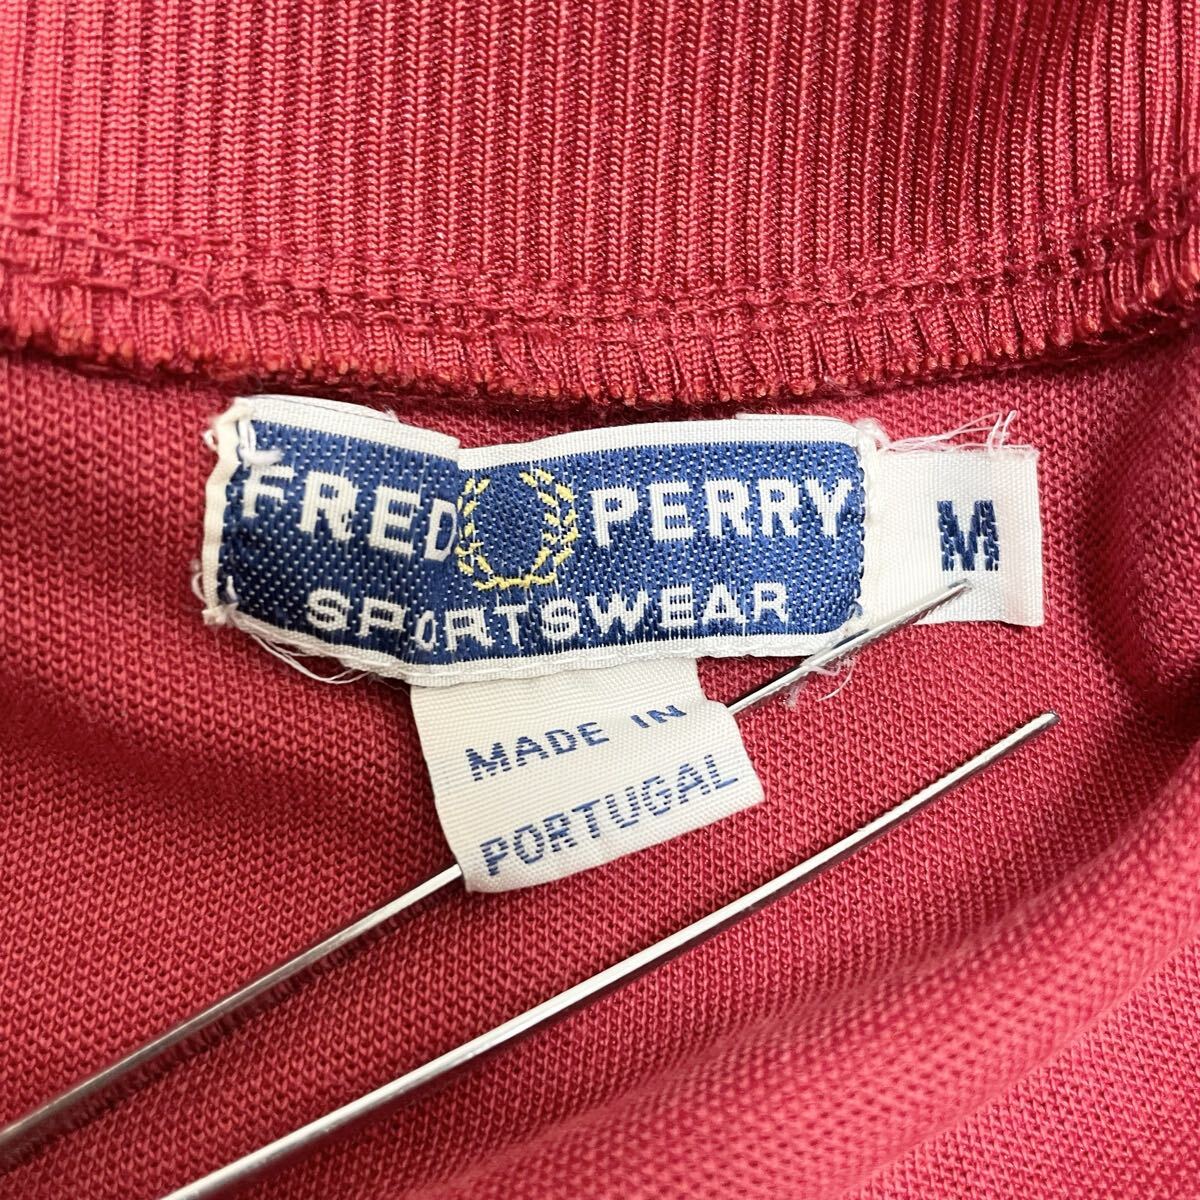 FRED PERRY
SPORTSWEAR
M
MADE IN
PORTUGAL